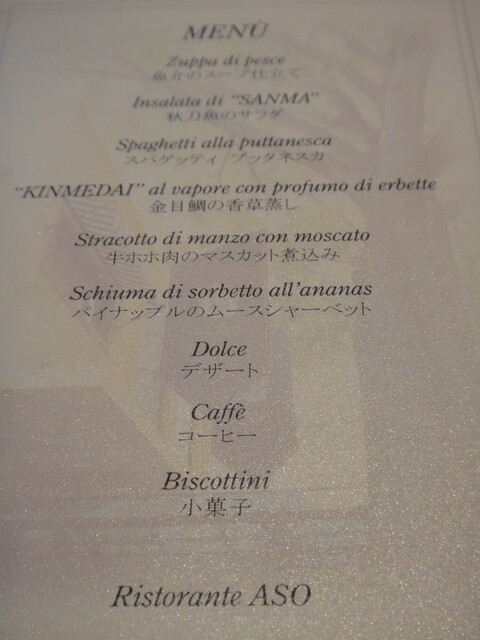 MENÙ
Zuppa di pesce
魚介のスープ仕立て
Insalata di "SANMA"
秋刀魚のサラダ
Spaghetti alla puttanesca
スパゲッティ プッタネスカ
"KINMEDAI" al vapore con profumo di erbette
金目鯛の香草蒸し
Stracotto di manzo con moscato
牛ホホ肉のマスカット煮込み
Schiuma di sorbetto all'ananas
パイナップルのムースシャーベット
Dolce
デザート
Caffè
コーヒー
Biscottini
小菓子
Ristorante ASO